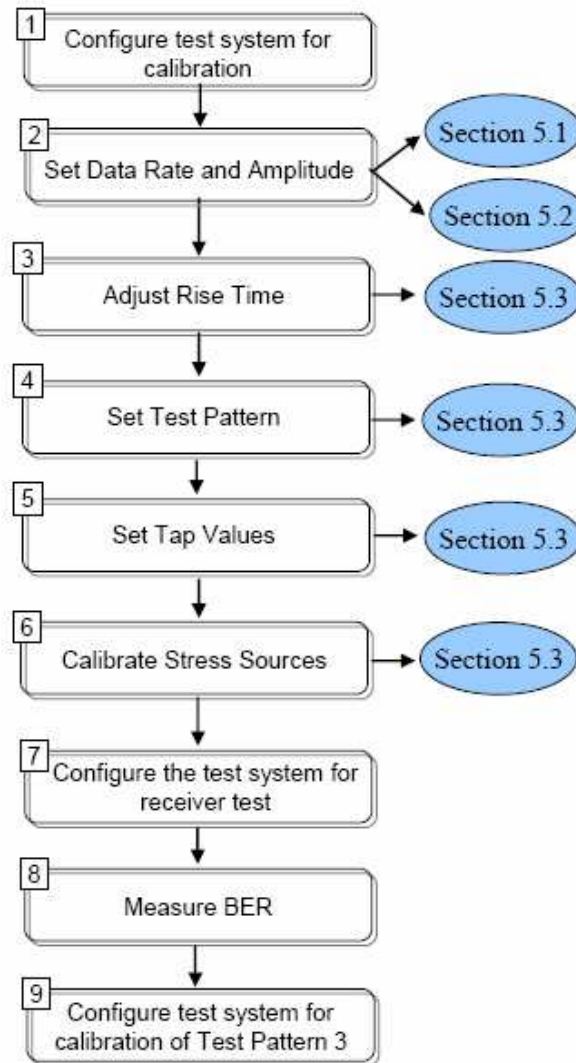 1
Configure test system for
calibration
2
Set Data Rate and Amplitude
Section 5.1
Section 5.2
3
Adjust Rise Time
Section 5.3
4
Set Test Pattern
Section 5.3
5
Set Tap Values
Section 5.3
6
Calibrate Stress Sources
Section 5.3
7
Configure the test system for
receiver test
8
Measure BER
9
Configure test system for
calibration of Test Pattern 3